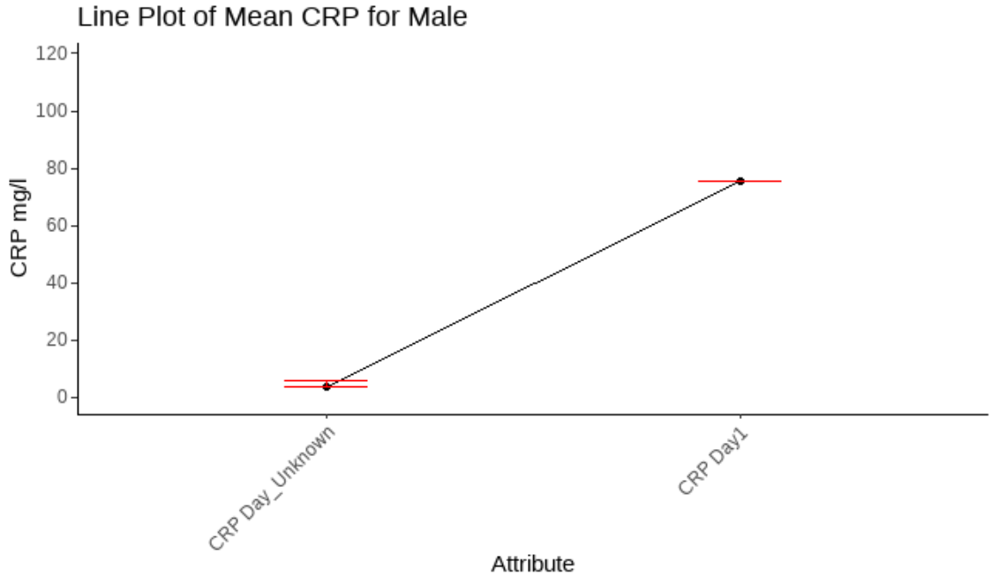 Line Plot of Mean CRP for Male
120
100
80
60
40
20
0
CRP mg/l
CRP Day_Unknown
CRP Day1
Attribute